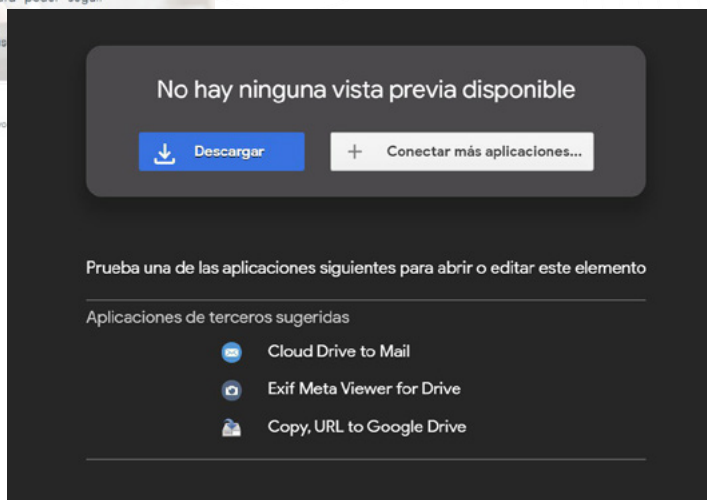 No hay ninguna vista previa disponible
Descargar
+ Conectar más aplicaciones...
Prueba una de las aplicaciones siguientes para abrir o editar este elemento
Aplicaciones de terceros sugeridas
Cloud Drive to Mail
Exif Meta Viewer for Drive
Copy, URL to Google Drive